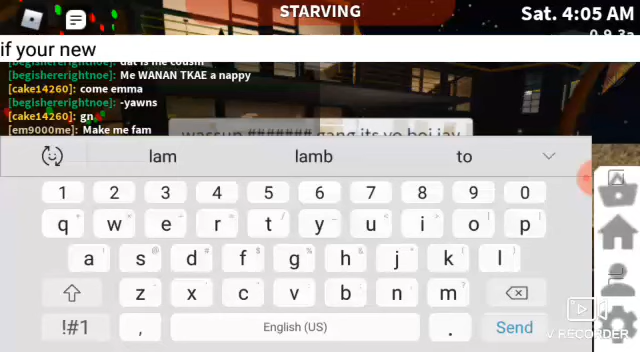 STARVING
Sat. 4:05 AM
if your new
[begishererightnoe]: dat is me cousin
[begishererightnoe]: Me WANAN TKAE a nappy
[cake14260]: come emma
[begishererightnoe]: -yawns
[cake14260]: gn
[em9000me]: Make me fam
wassup ####### gang its yo boi jay
lam lamb to
1 2 3 4 5 6 7 8 9 0
q w e r t y u i o p
a s d f g h j k l
z x c v b n m
!#1 , English (US) . Send
V RECORDER